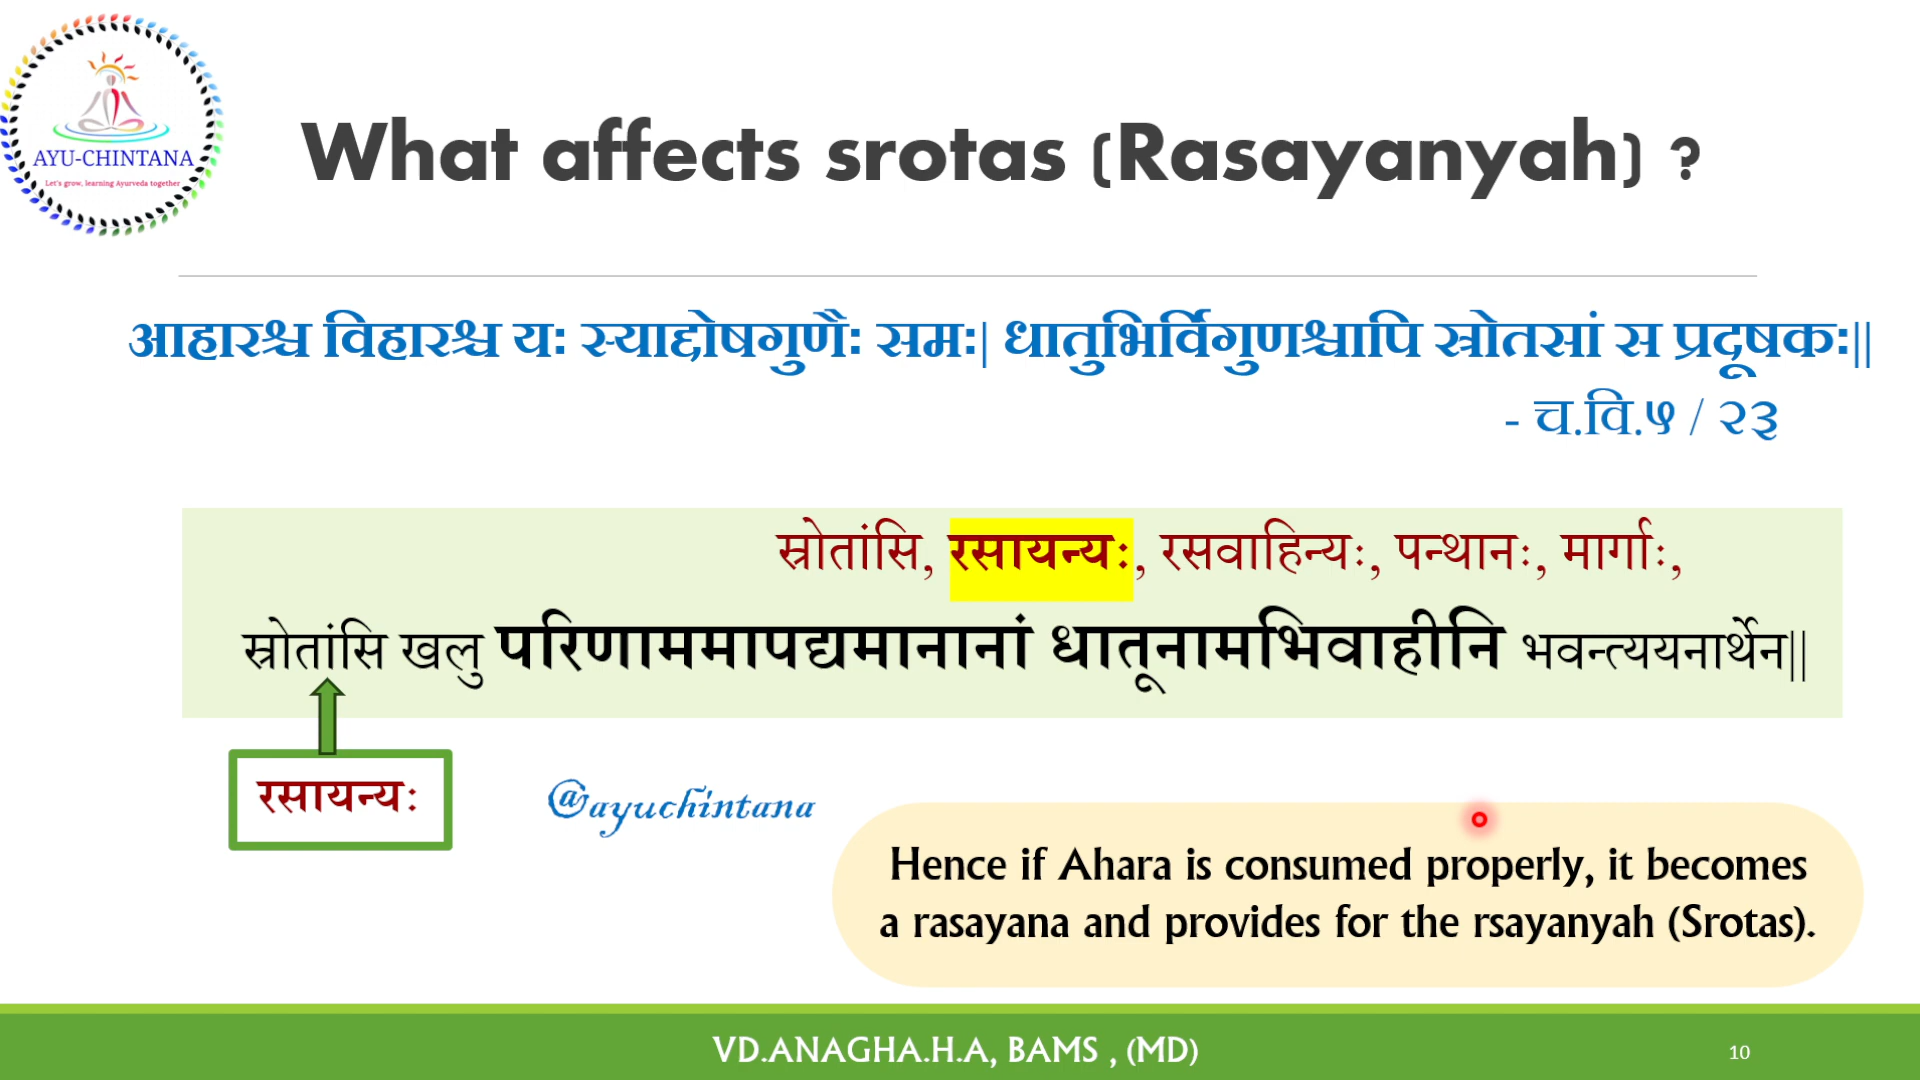 AYU-CHINTANA
Let's grow, learning Ayurveda together
What affects srotas (Rasayanyah) ?
आहारश्च विहारश्च यः स्याद्दोषगुणैः समः| धातुभिर्विगुणश्चापि स्रोतसां स प्रदूषकः||
- च.वि.५ / २३
स्रोतांसि, रसायन्यः, रसवाहिन्यः, पन्थानः, मार्गाः,
स्रोतांसि खलु परिणाममापद्यमानानां धातूनामभिवाहीनि भवन्त्ययनार्थेन||
रसायन्यः
@ayuchintana
Hence if Ahara is consumed properly, it becomes
a rasayana and provides for the rsayanyah (Srotas).
VD.ANAGHA.H.A, BAMS , (MD)
10